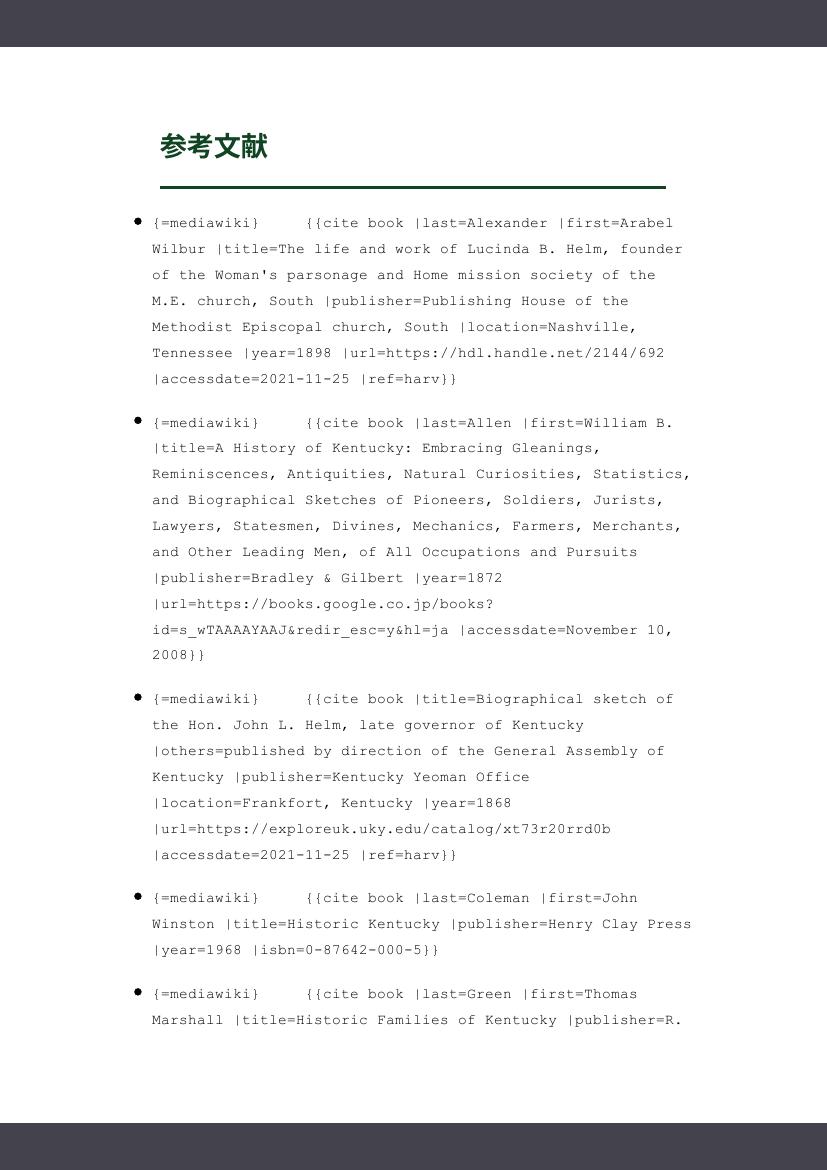 参考文献
{=mediawiki} {{cite book |last=Alexander |first=Arabel
Wilbur |title=The life and work of Lucinda B. Helm, founder
of the Woman's parsonage and Home mission society of the
M.E. church, South |publisher=Publishing House of the
Methodist Episcopal church, South |location=Nashville,
Tennessee |year=1898 |url=https://hdl.handle.net/2144/692
|accessdate=2021-11-25 |ref=harv}}
{=mediawiki} {{cite book |last=Allen |first=William B.
|title=A History of Kentucky: Embracing Gleanings,
Reminiscences, Antiquities, Natural Curiosities, Statistics,
and Biographical Sketches of Pioneers, Soldiers, Jurists,
Lawyers, Statesmen, Divines, Mechanics, Farmers, Merchants,
and Other Leading Men, of All Occupations and Pursuits
|publisher=Bradley & Gilbert |year=1872
|url=https://books.google.co.jp/books?
id=s_wTAAAAYAAJ&redir_esc=y&hl=ja |accessdate=November 10,
2008}}
{=mediawiki} {{cite book |title=Biographical sketch of
the Hon. John L. Helm, late governor of Kentucky
|others=published by direction of the General Assembly of
Kentucky |publisher=Kentucky Yeoman Office
|location=Frankfort, Kentucky |year=1868
|url=https://exploreuk.uky.edu/catalog/xt73r20rrd0b
|accessdate=2021-11-25 |ref=harv}}
{=mediawiki} {{cite book |last=Coleman |first=John
Winston |title=Historic Kentucky |publisher=Henry Clay Press
|year=1968 |isbn=0-87642-000-5}}
{=mediawiki} {{cite book |last=Green |first=Thomas
Marshall |title=Historic Families of Kentucky |publisher=R.